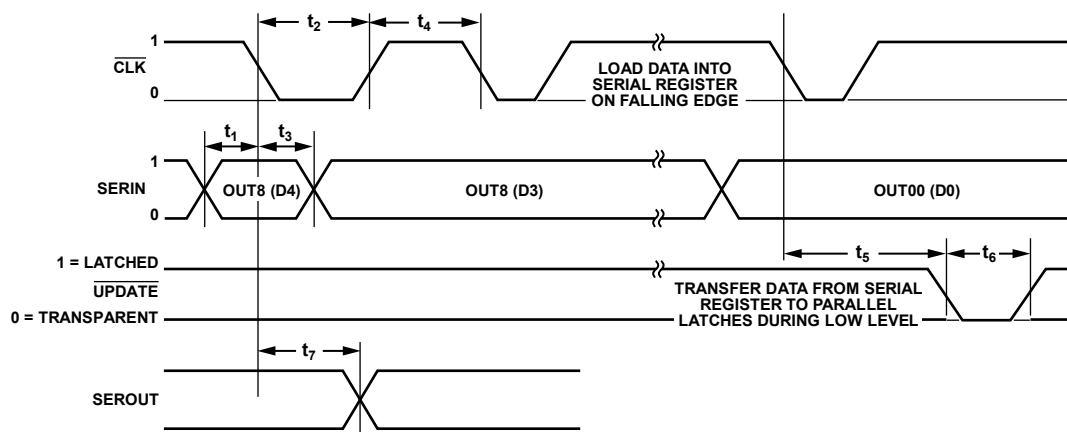 t2
t4
1
CLK
0
LOAD DATA INTO
SERIAL REGISTER
ON FALLING EDGE
t1
t3
1
SERIN
0
OUT8 (D4)
OUT8 (D3)
OUT00 (D0)
t5
t6
1 = LATCHED
UPDATE
0 = TRANSPARENT
TRANSFER DATA FROM SERIAL
REGISTER TO PARALLEL
LATCHES DURING LOW LEVEL
t7
SEROUT